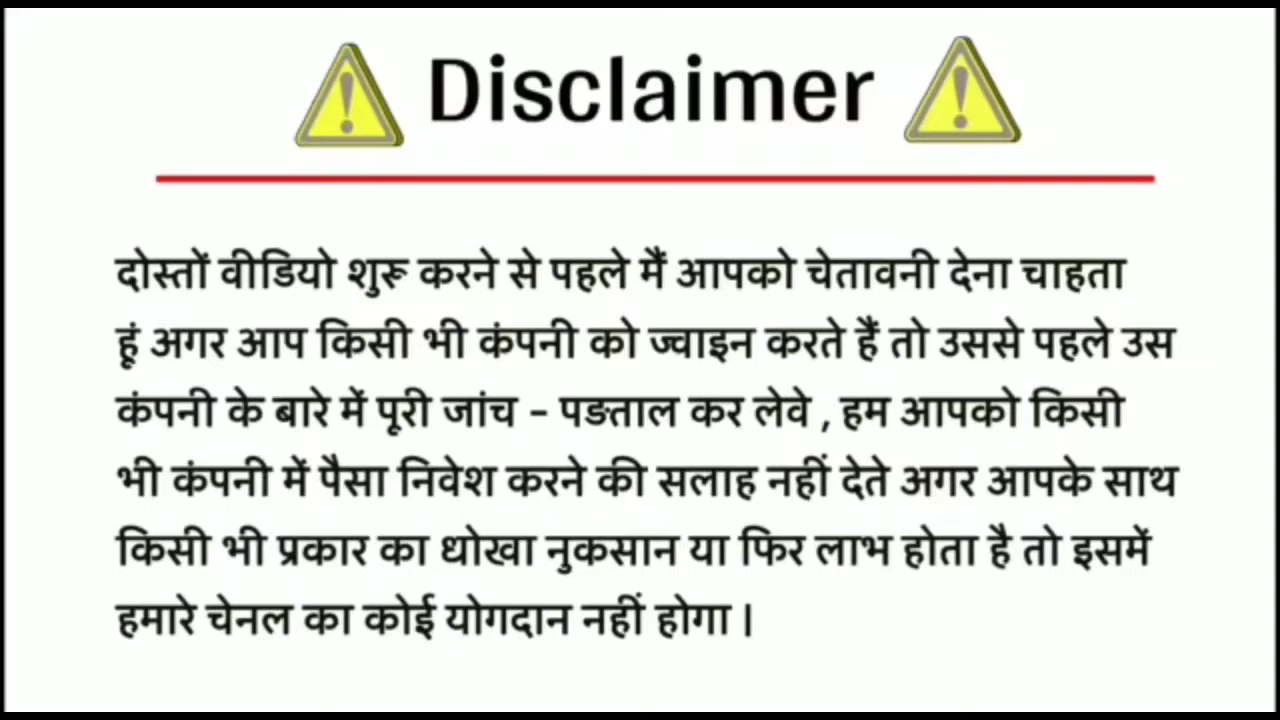 Disclaimer
दोस्तों वीडियो शुरू करने से पहले मैं आपको चेतावनी देना चाहता
हूं अगर आप किसी भी कंपनी को ज्वाइन करते हैं तो उससे पहले उस
कंपनी के बारे में पूरी जांच - पङताल कर लेवे , हम आपको किसी
भी कंपनी में पैसा निवेश करने की सलाह नहीं देते अगर आपके साथ
किसी भी प्रकार का धोखा नुकसान या फिर लाभ होता है तो इसमें
हमारे चेनल का कोई योगदान नहीं होगा।